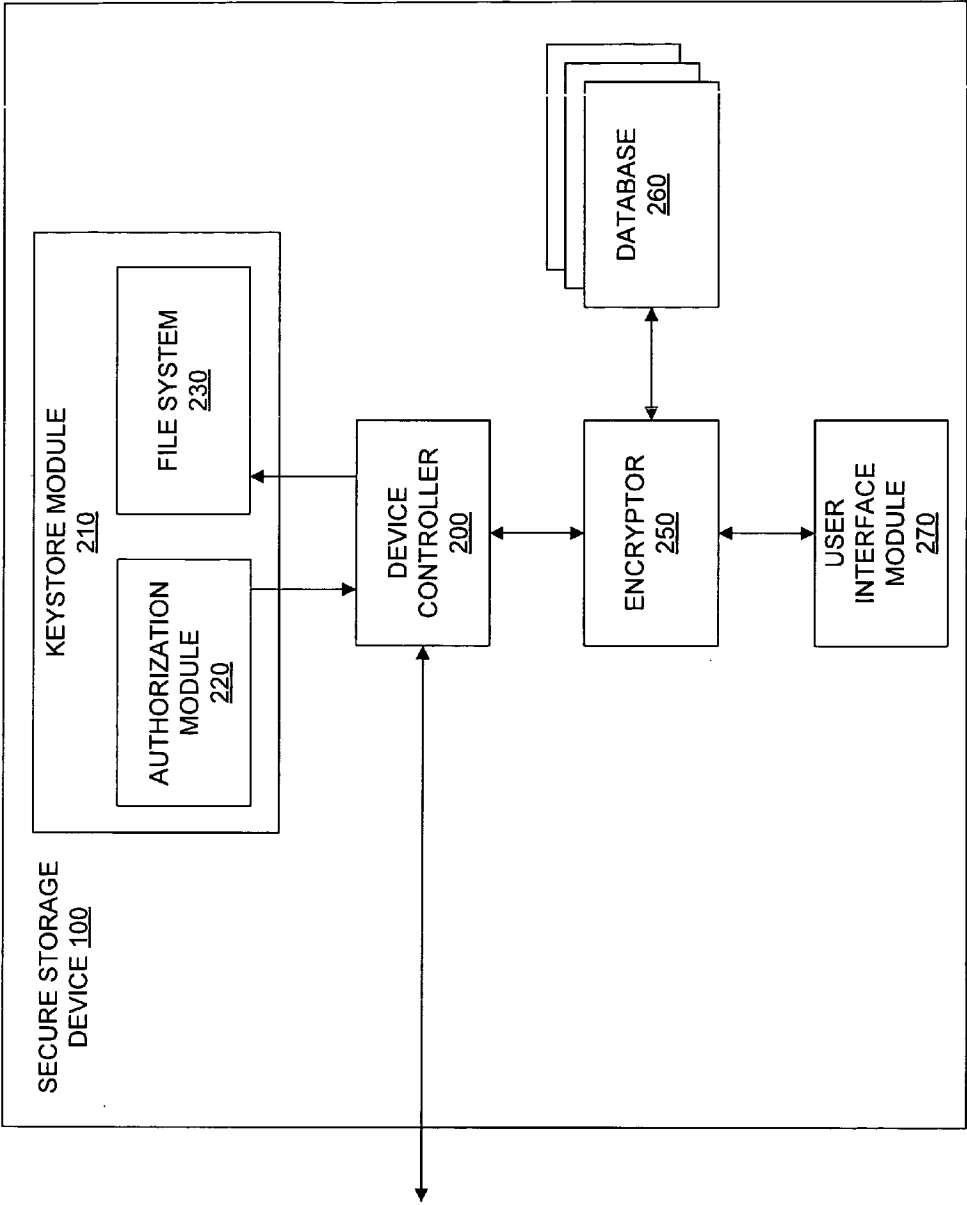 SECURE STORAGE
DEVICE 100
KEYSTORE MODULE
210
AUTHORIZATION
MODULE
220
FILE SYSTEM
230
DEVICE
CONTROLLER
200
ENCRYPTOR
250
DATABASE
260
USER
INTERFACE
MODULE
270